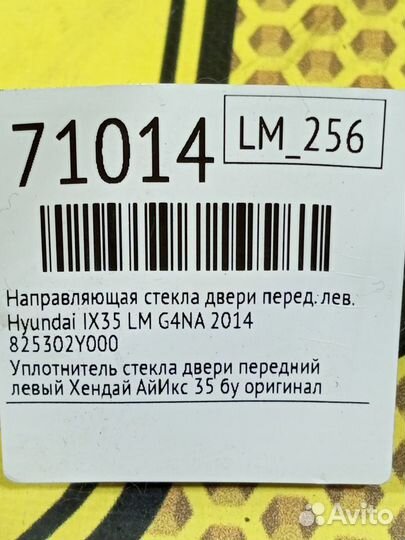 71014
LM_256
Направляющая стекла двери перед. лев.
Hyundai IX35 LM G4NA 2014
825302Y000
Уплотнитель стекла двери передний
левый Хендай АйИкс 35 бу оригинал
Avito